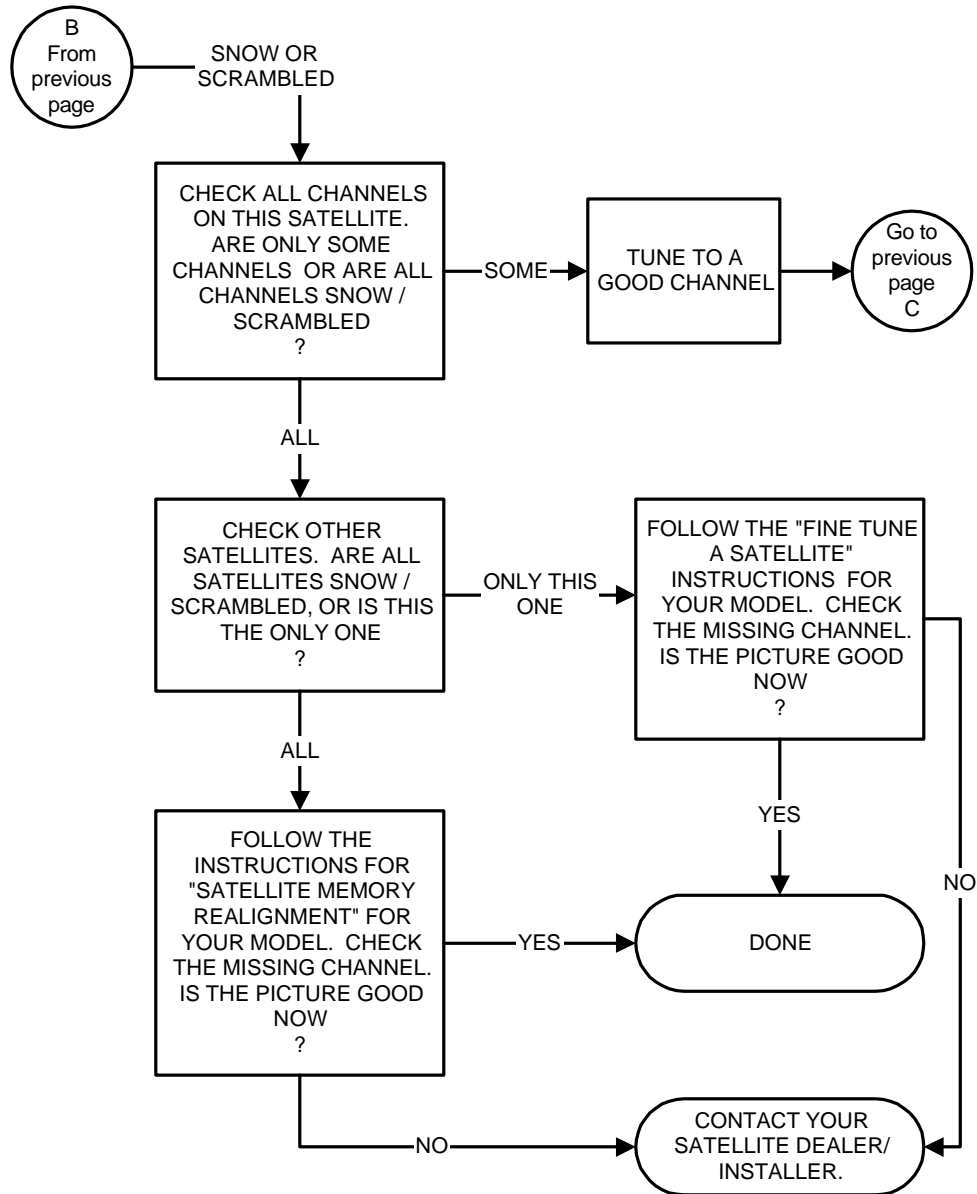 B
From
previous
page
SNOW OR
SCRAMBLED
CHECK ALL CHANNELS
ON THIS SATELLITE.
ARE ONLY SOME
CHANNELS OR ARE ALL
CHANNELS SNOW /
SCRAMBLED
?
SOME
TUNE TO A
GOOD CHANNEL
Go to
previous
page
C
ALL
CHECK OTHER
SATELLITES. ARE ALL
SATELLITES SNOW /
SCRAMBLED, OR IS THIS
THE ONLY ONE
?
ONLY THIS
ONE
FOLLOW THE "FINE TUNE
A SATELLITE"
INSTRUCTIONS FOR
YOUR MODEL. CHECK
THE MISSING CHANNEL.
IS THE PICTURE GOOD
NOW
?
ALL
YES
NO
FOLLOW THE
INSTRUCTIONS FOR
"SATELLITE MEMORY
REALIGNMENT" FOR
YOUR MODEL. CHECK
THE MISSING CHANNEL.
IS THE PICTURE GOOD
NOW
?
YES
DONE
NO
CONTACT YOUR
SATELLITE DEALER/
INSTALLER.